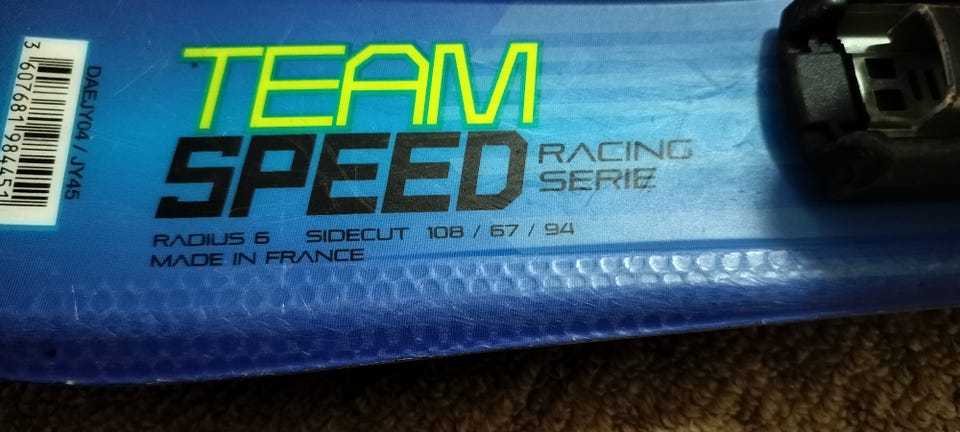 3 607681 984451
DAEJY04 / JY45
TEAM
SPEED
RACING
SERIE
RADIUS 6 SIDECUT 108 / 67 / 94
MADE IN FRANCE